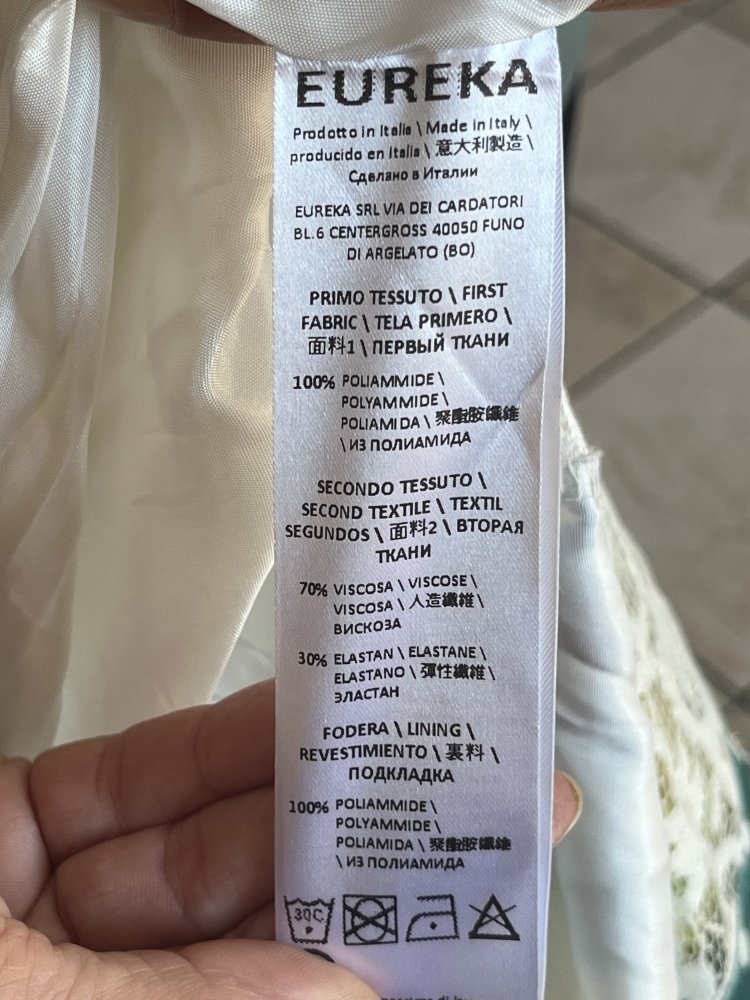 EUREKA
Prodotto in Italia \ Made in Italy \
producido en Italia \ 意大利製造 \
Сделано в Италии
EUREKA SRL VIA DEI CARDATORI
BL.6 CENTERGROSS 40050 FUNO
DI ARGELATO (BO)
PRIMO TESSUTO \ FIRST
FABRIC \ TELA PRIMERO \
面料1 \ ПЕРВЫЙ ТКАНИ
100% POLIAMMIDE \
POLYAMMIDE \
POLIAMIDA \ 聚酯胺纖維
\ ИЗ ПОЛИАМИДА
SECONDO TESSUTO \
SECOND TEXTILE \ TEXTIL
SEGUNDOS \ 面料2 \ ВТОРАЯ
ТКАНИ
70% VISCOSA \ VISCOSE \
VISCOSA \ 人造纖維 \
ВИСКОЗА
30% ELASTAN \ ELASTANE \
ELASTANO \ 彈性纖維 \
ЭЛАСТАН
FODERA \ LINING \
REVESTIMIENTO \ 裏料 \
ПОДКЛАДКА
100% POLIAMMIDE \
POLYAMMIDE \
POLIAMIDA \ 聚酯胺纖維
\ ИЗ ПОЛИАМИДА
30C